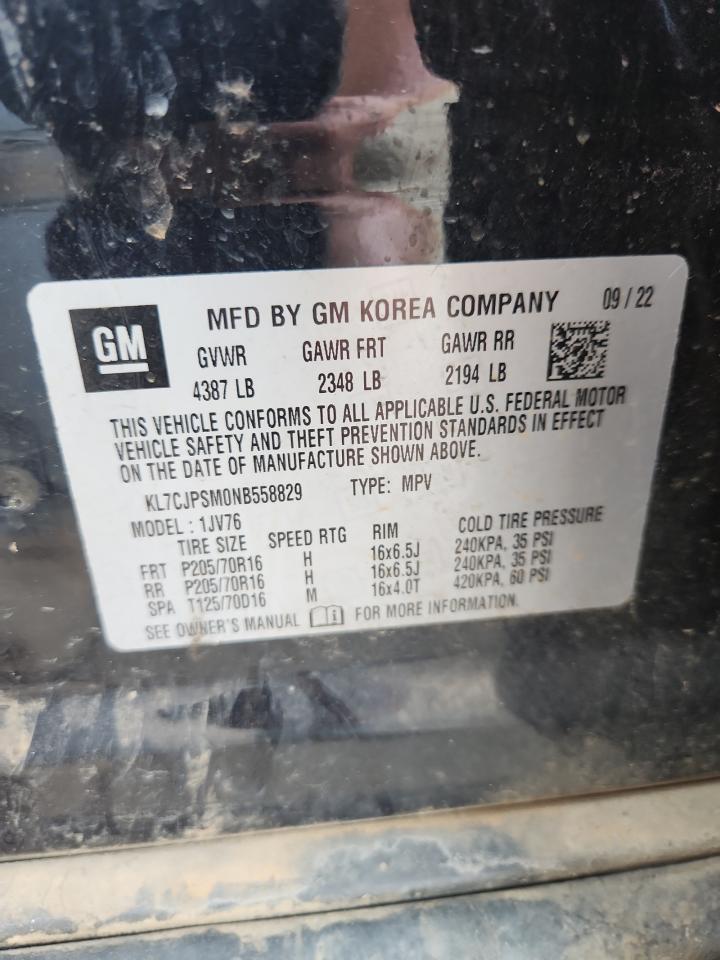 GM
MFD BY GM KOREA COMPANY 09 / 22
GVWR GAWR FRT GAWR RR
4387 LB 2348 LB 2194 LB
THIS VEHICLE CONFORMS TO ALL APPLICABLE U.S. FEDERAL MOTOR
VEHICLE SAFETY AND THEFT PREVENTION STANDARDS IN EFFECT
ON THE DATE OF MANUFACTURE SHOWN ABOVE.
KL7CJPSM0NB558829 TYPE: MPV
MODEL : 1JV76
TIRE SIZE SPEED RTG RIM COLD TIRE PRESSURE
FRT P205/70R16 H 16x6.5J 240KPA, 35 PSI
RR P205/70R16 H 16x6.5J 240KPA, 35 PSI
SPA T125/70D16 M 16x4.0T 420KPA, 60 PSI
SEE OWNER'S MANUAL FOR MORE INFORMATION.